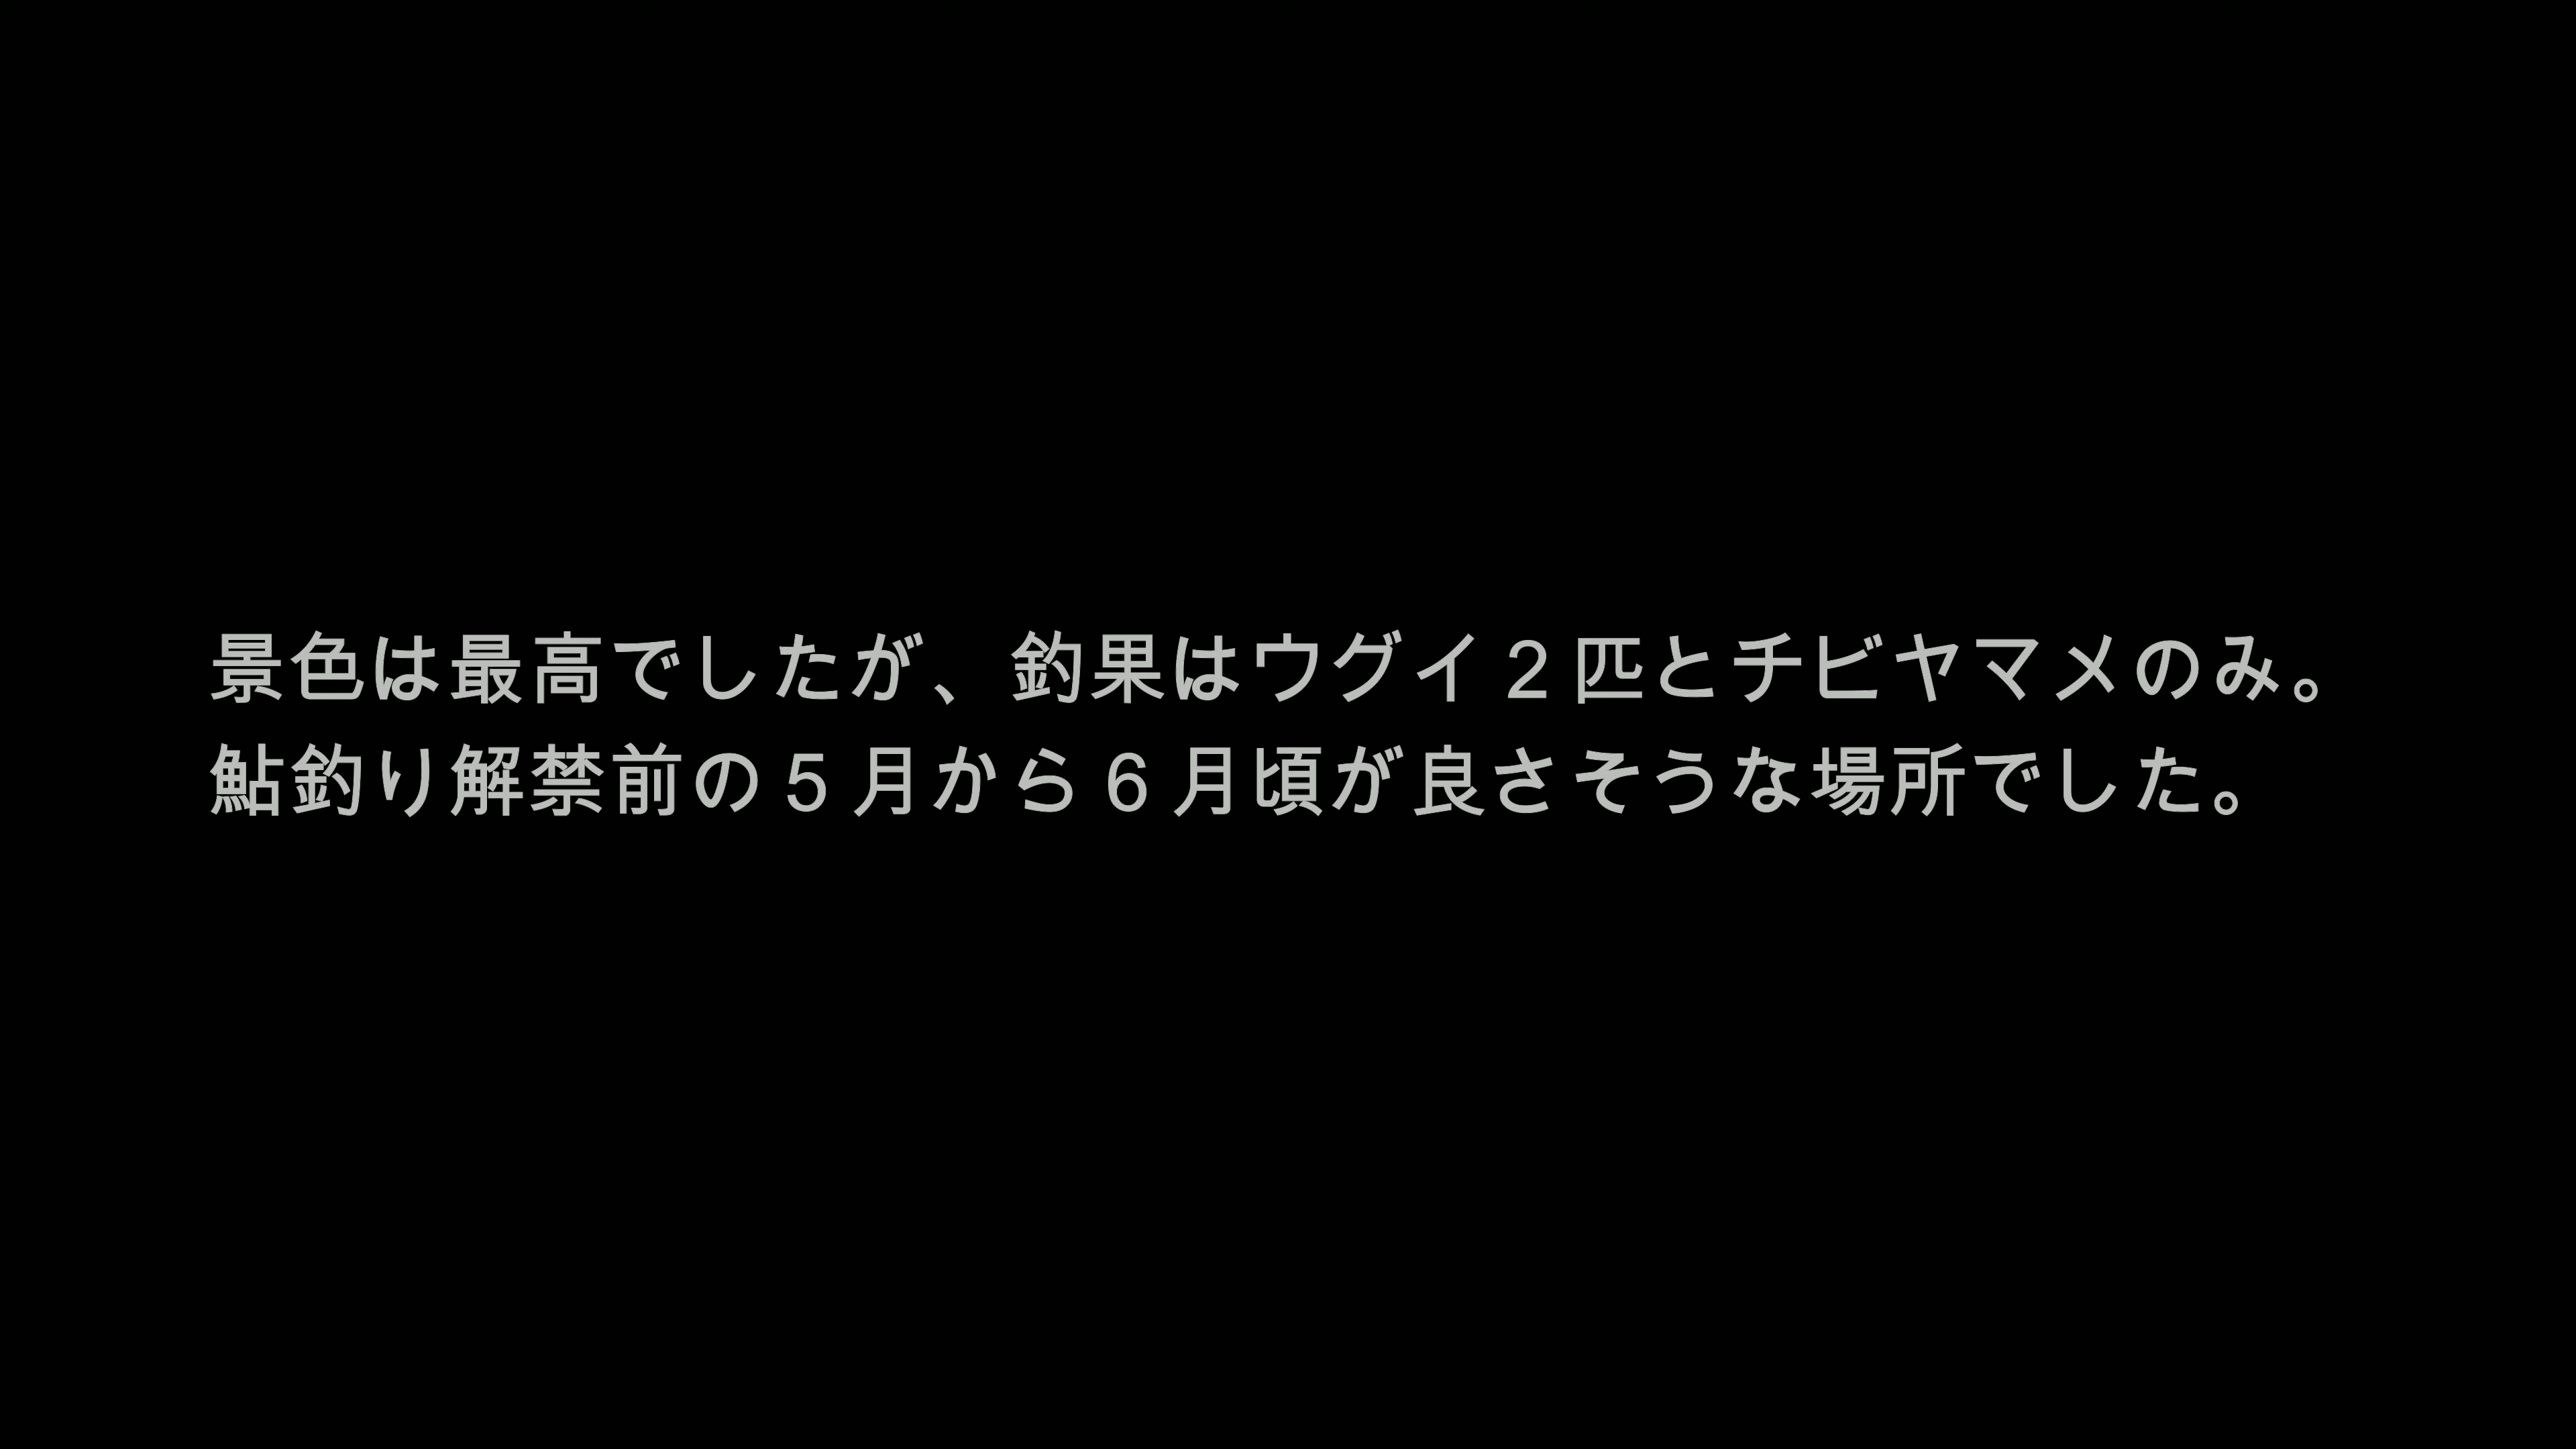 景色は最高でしたが、釣果はウグイ2匹とチビヤマメのみ。
鮎釣り解禁前の5月から6月頃が良さそうな場所でした。